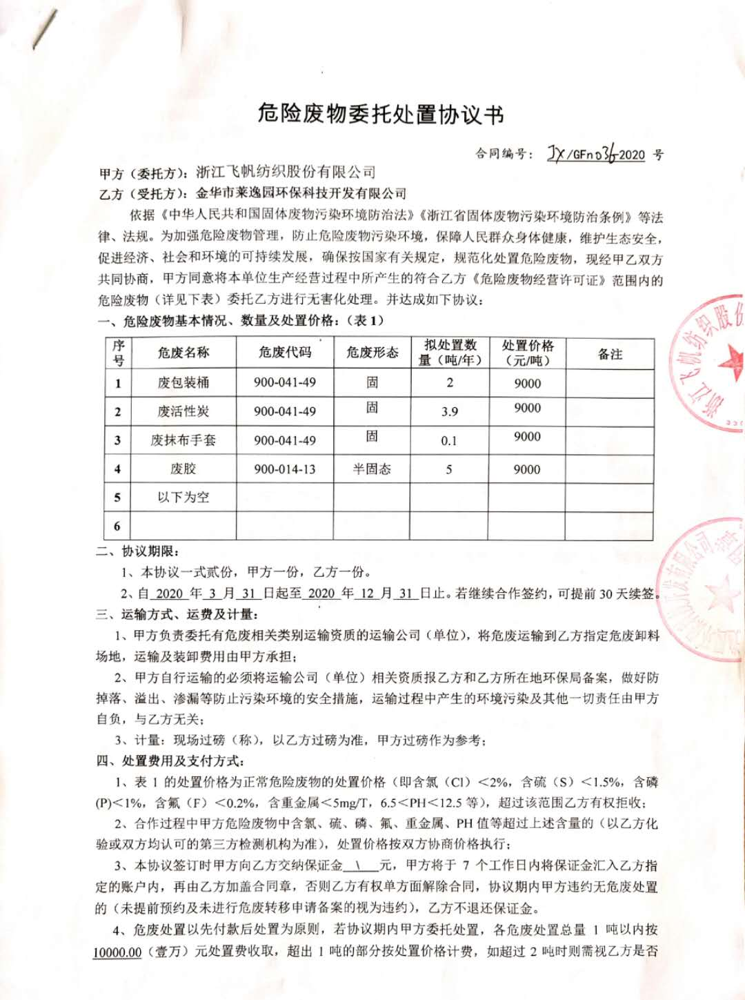 危险废物委托处置协议书
合同编号：JX/GFn036-2020 号
甲方（委托方）：浙江飞帆纺织股份有限公司
乙方（受托方）：金华市莱逸园环保科技开发有限公司
依据《中华人民共和国固体废物污染环境防治法》《浙江省固体废物污染环境防治条例》等法
律、法规。为加强危险废物管理，防止危险废物污染环境，保障人民群众身体健康，维护生态安全，
促进经济、社会和环境的可持续发展，确保按国家有关规定，规范化处置危险废物，现经甲乙双方
共同协商，甲方同意将本单位生产经营过程中所产生的符合乙方《危险废物经营许可证》范围内的
危险废物（详见下表）委托乙方进行无害化处理。并达成如下协议：
一、危险废物基本情况、数量及处置价格：（表1）
序号 危废名称 危废代码 危废形态 拟处置数量（吨/年） 处置价格（元/吨） 备注
1 废包装桶 900-041-49 固 2 9000
2 废活性炭 900-041-49 固 3.9 9000
3 废抹布手套 900-041-49 固 0.1 9000
4 废胶 900-014-13 半固态 5 9000
5 以下为空
6
二、协议期限：
1、本协议一式贰份，甲方一份，乙方一份。
2、自 2020 年 3 月 31 日起至 2020 年 12 月 31 日止。若继续合作签约，可提前 30 天续签。
三、运输方式、运费及计量：
1、甲方负责委托有危废相关类别运输资质的运输公司（单位），将危废运输到乙方指定危废卸料
场地，运输及装卸费用由甲方承担；
2、甲方自行运输的必须将运输公司（单位）相关资质报乙方和乙方所在地环保局备案，做好防
掉落、溢出、渗漏等防止污染环境的安全措施，运输过程中产生的环境污染及其他一切责任由甲方
自负，与乙方无关；
3、计量：现场过磅（称），以乙方过磅为准，甲方过磅作为参考；
四、处置费用及支付方式：
1、表 1 的处置价格为正常危险废物的处置价格（即含氯（Cl）＜2%，含硫（S）＜1.5%，含磷
(P)＜1%，含氟（F）＜0.2%，含重金属＜5mg/T，6.5＜PH＜12.5 等），超过该范围乙方有权拒收；
2、合作过程中甲方危险废物中含氯、硫、磷、氟、重金属、PH 值等超过上述含量的（以乙方化
验或双方均认可的第三方检测机构为准），处置价格按双方协商价格执行；
3、本协议签订时甲方向乙方交纳保证金 \ 元，甲方将于 7 个工作日内将保证金汇入乙方指
定的账户内，再由乙方加盖合同章，否则乙方有权单方面解除合同，协议期内甲方违约无危废处置
的（未提前预约及未进行危废转移申请备案的视为违约），乙方不退还保证金。
4、危废处置以先付款后处置为原则，若协议期内甲方委托处置，各危废处置总量 1 吨以内按
10000.00（壹万）元处置费收取，超出 1 吨的部分按处置价格计费，如超过 2 吨时则需视乙方是否
浙江飞帆纺织股份